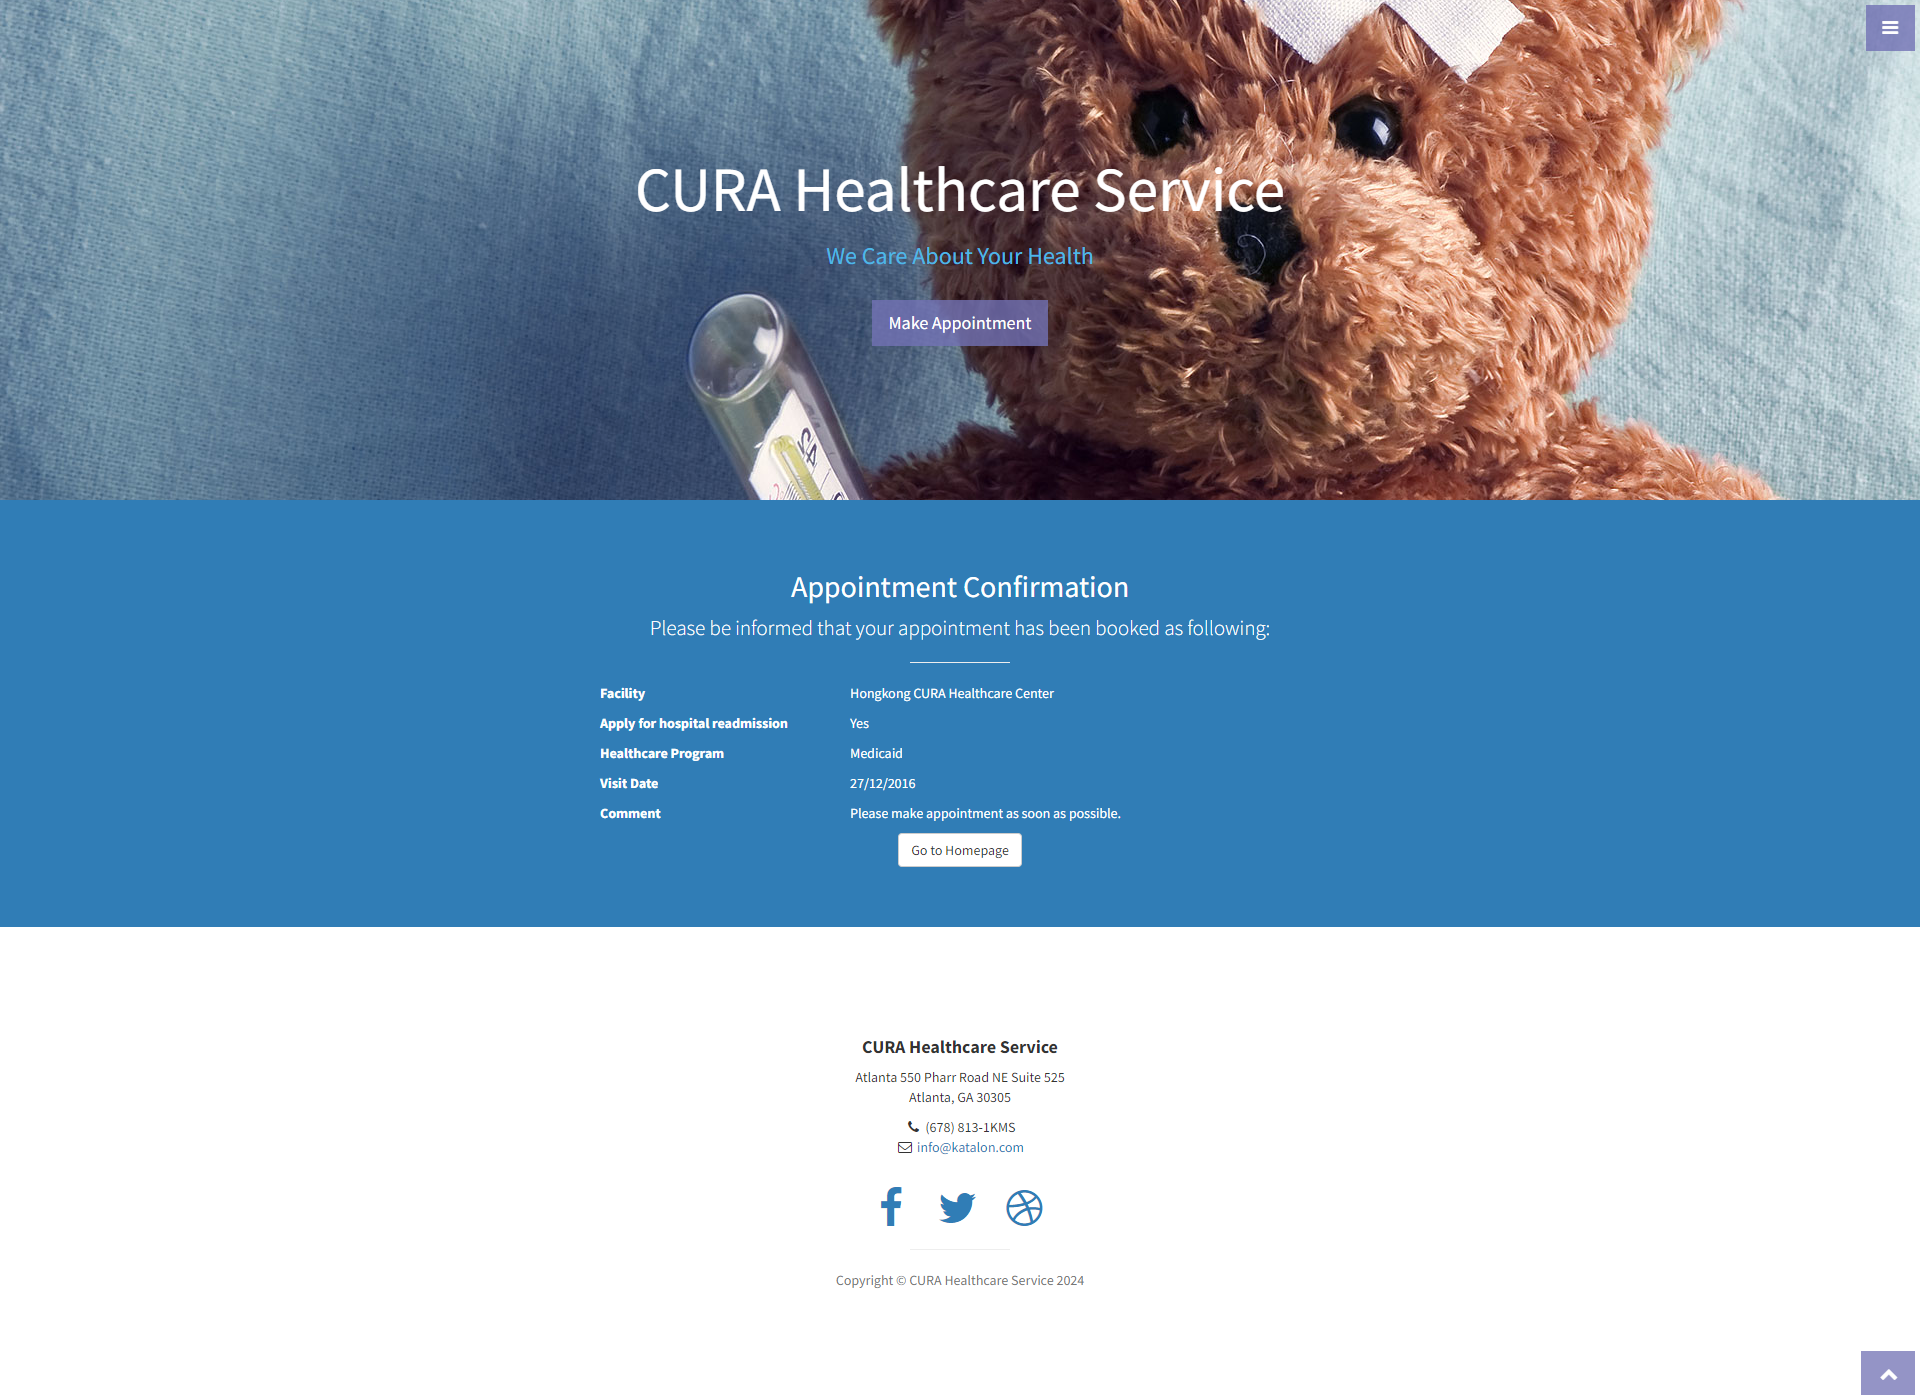 CURA Healthcare Service
We Care About Your Health
Make Appointment
Appointment Confirmation
Please be informed that your appointment has been booked as following:
Facility Hongkong CURA Healthcare Center
Apply for hospital readmission Yes
Healthcare Program Medicaid
Visit Date 27/12/2016
Comment Please make appointment as soon as possible.
Go to Homepage
CURA Healthcare Service
Atlanta 550 Pharr Road NE Suite 525
Atlanta, GA 30305
(678) 813-1KMS
info@katalon.com
Copyright © CURA Healthcare Service 2024